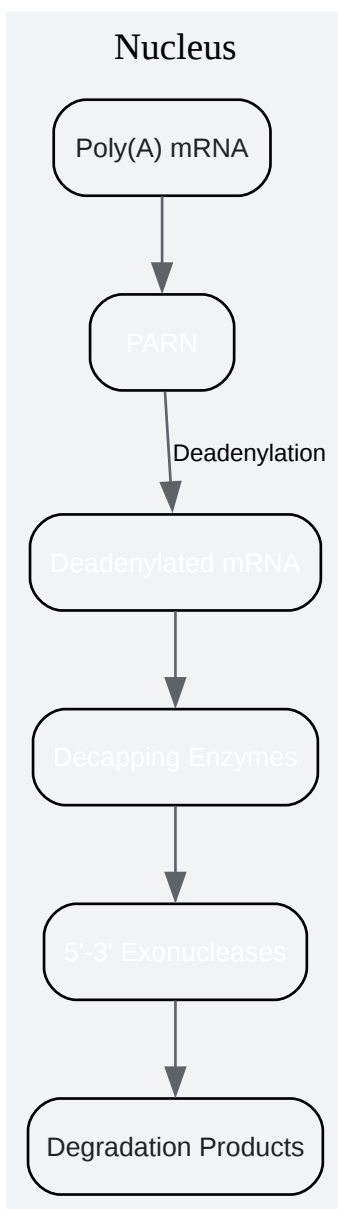 Nucleus
Poly(A) mRNA
PARN
Deadenylation
Deadenylated mRNA
Decapping Enzymes
5'-3' Exonucleases
Degradation Products